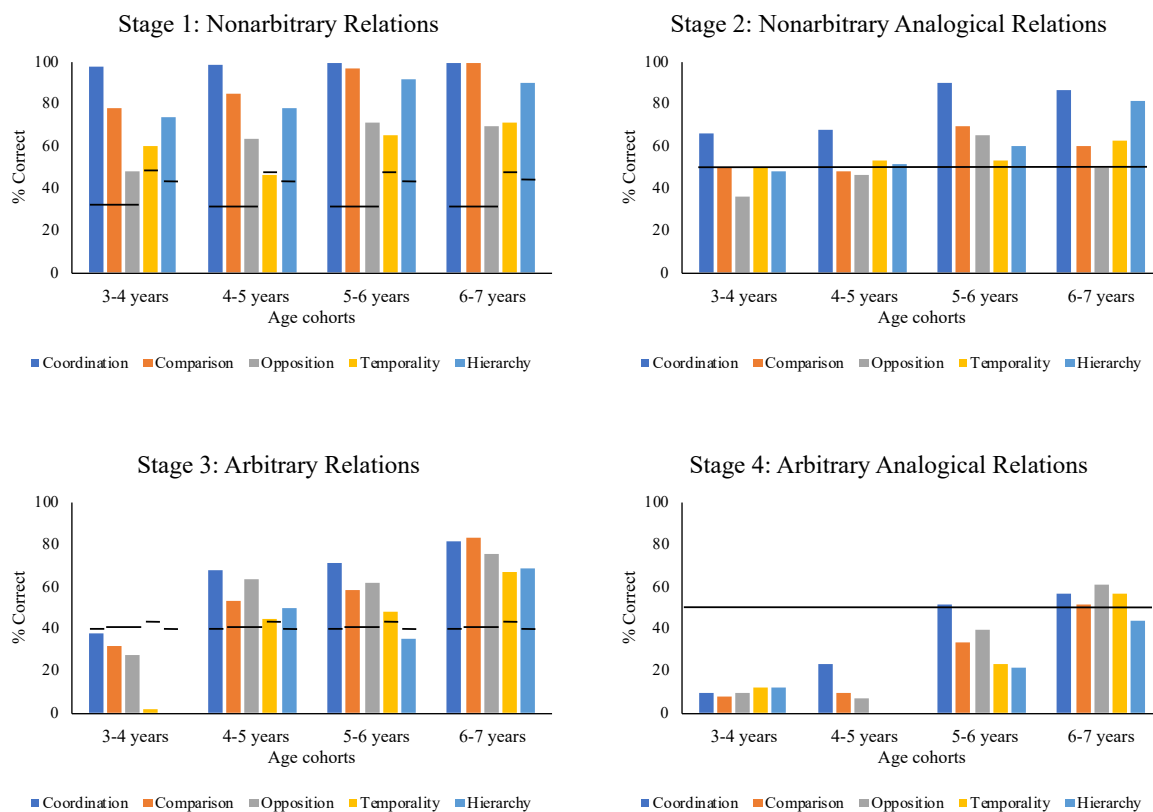 Stage 1: Nonarbitrary Relations
100
80
60
40
20
0
% Correct
3-4 years 4-5 years 5-6 years 6-7 years
Age cohorts
Coordination Comparison Opposition Temporality Hierarchy
Stage 2: Nonarbitrary Analogical Relations
100
80
60
40
20
0
% Correct
3-4 years 4-5 years 5-6 years 6-7 years
Age cohorts
Coordination Comparison Opposition Temporality Hierarchy
Stage 3: Arbitrary Relations
100
80
60
40
20
0
% Correct
3-4 years 4-5 years 5-6 years 6-7 years
Age cohorts
Coordination Comparison Opposition Temporality Hierarchy
Stage 4: Arbitrary Analogical Relations
100
80
60
40
20
0
% Correct
3-4 years 4-5 years 5-6 years 6-7 years
Age cohorts
Coordination Comparison Opposition Temporality Hierarchy